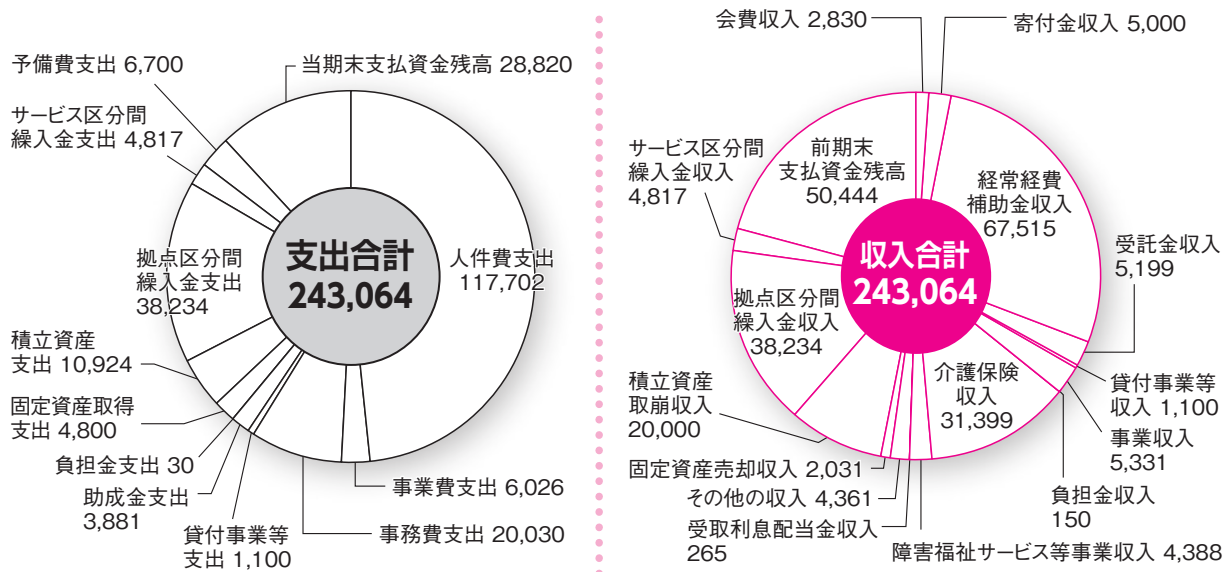 予備費支出 6,700
当期末支払資金残高 28,820
サービス区分間
繰入金支出 4,817
拠点区分間
繰入金支出
38,234
支出合計
243,064
人件費支出
117,702
積立資産
支出 10,924
固定資産取得
支出 4,800
負担金支出 30
助成金支出
3,881
貸付事業等
支出 1,100
事務費支出 20,030
事業費支出 6,026
会費収入 2,830
寄付金収入 5,000
サービス区分間
繰入金収入
4,817
前期末
支払資金残高
50,444
経常経費
補助金収入
67,515
受託金収入
5,199
収入合計
243,064
拠点区分間
繰入金収入
38,234
介護保険
収入
31,399
貸付事業等
収入 1,100
事業収入
5,331
負担金収入
150
積立資産
取崩収入
20,000
固定資産売却収入 2,031
その他の収入 4,361
受取利息配当金収入
265
障害福祉サービス等事業収入 4,388